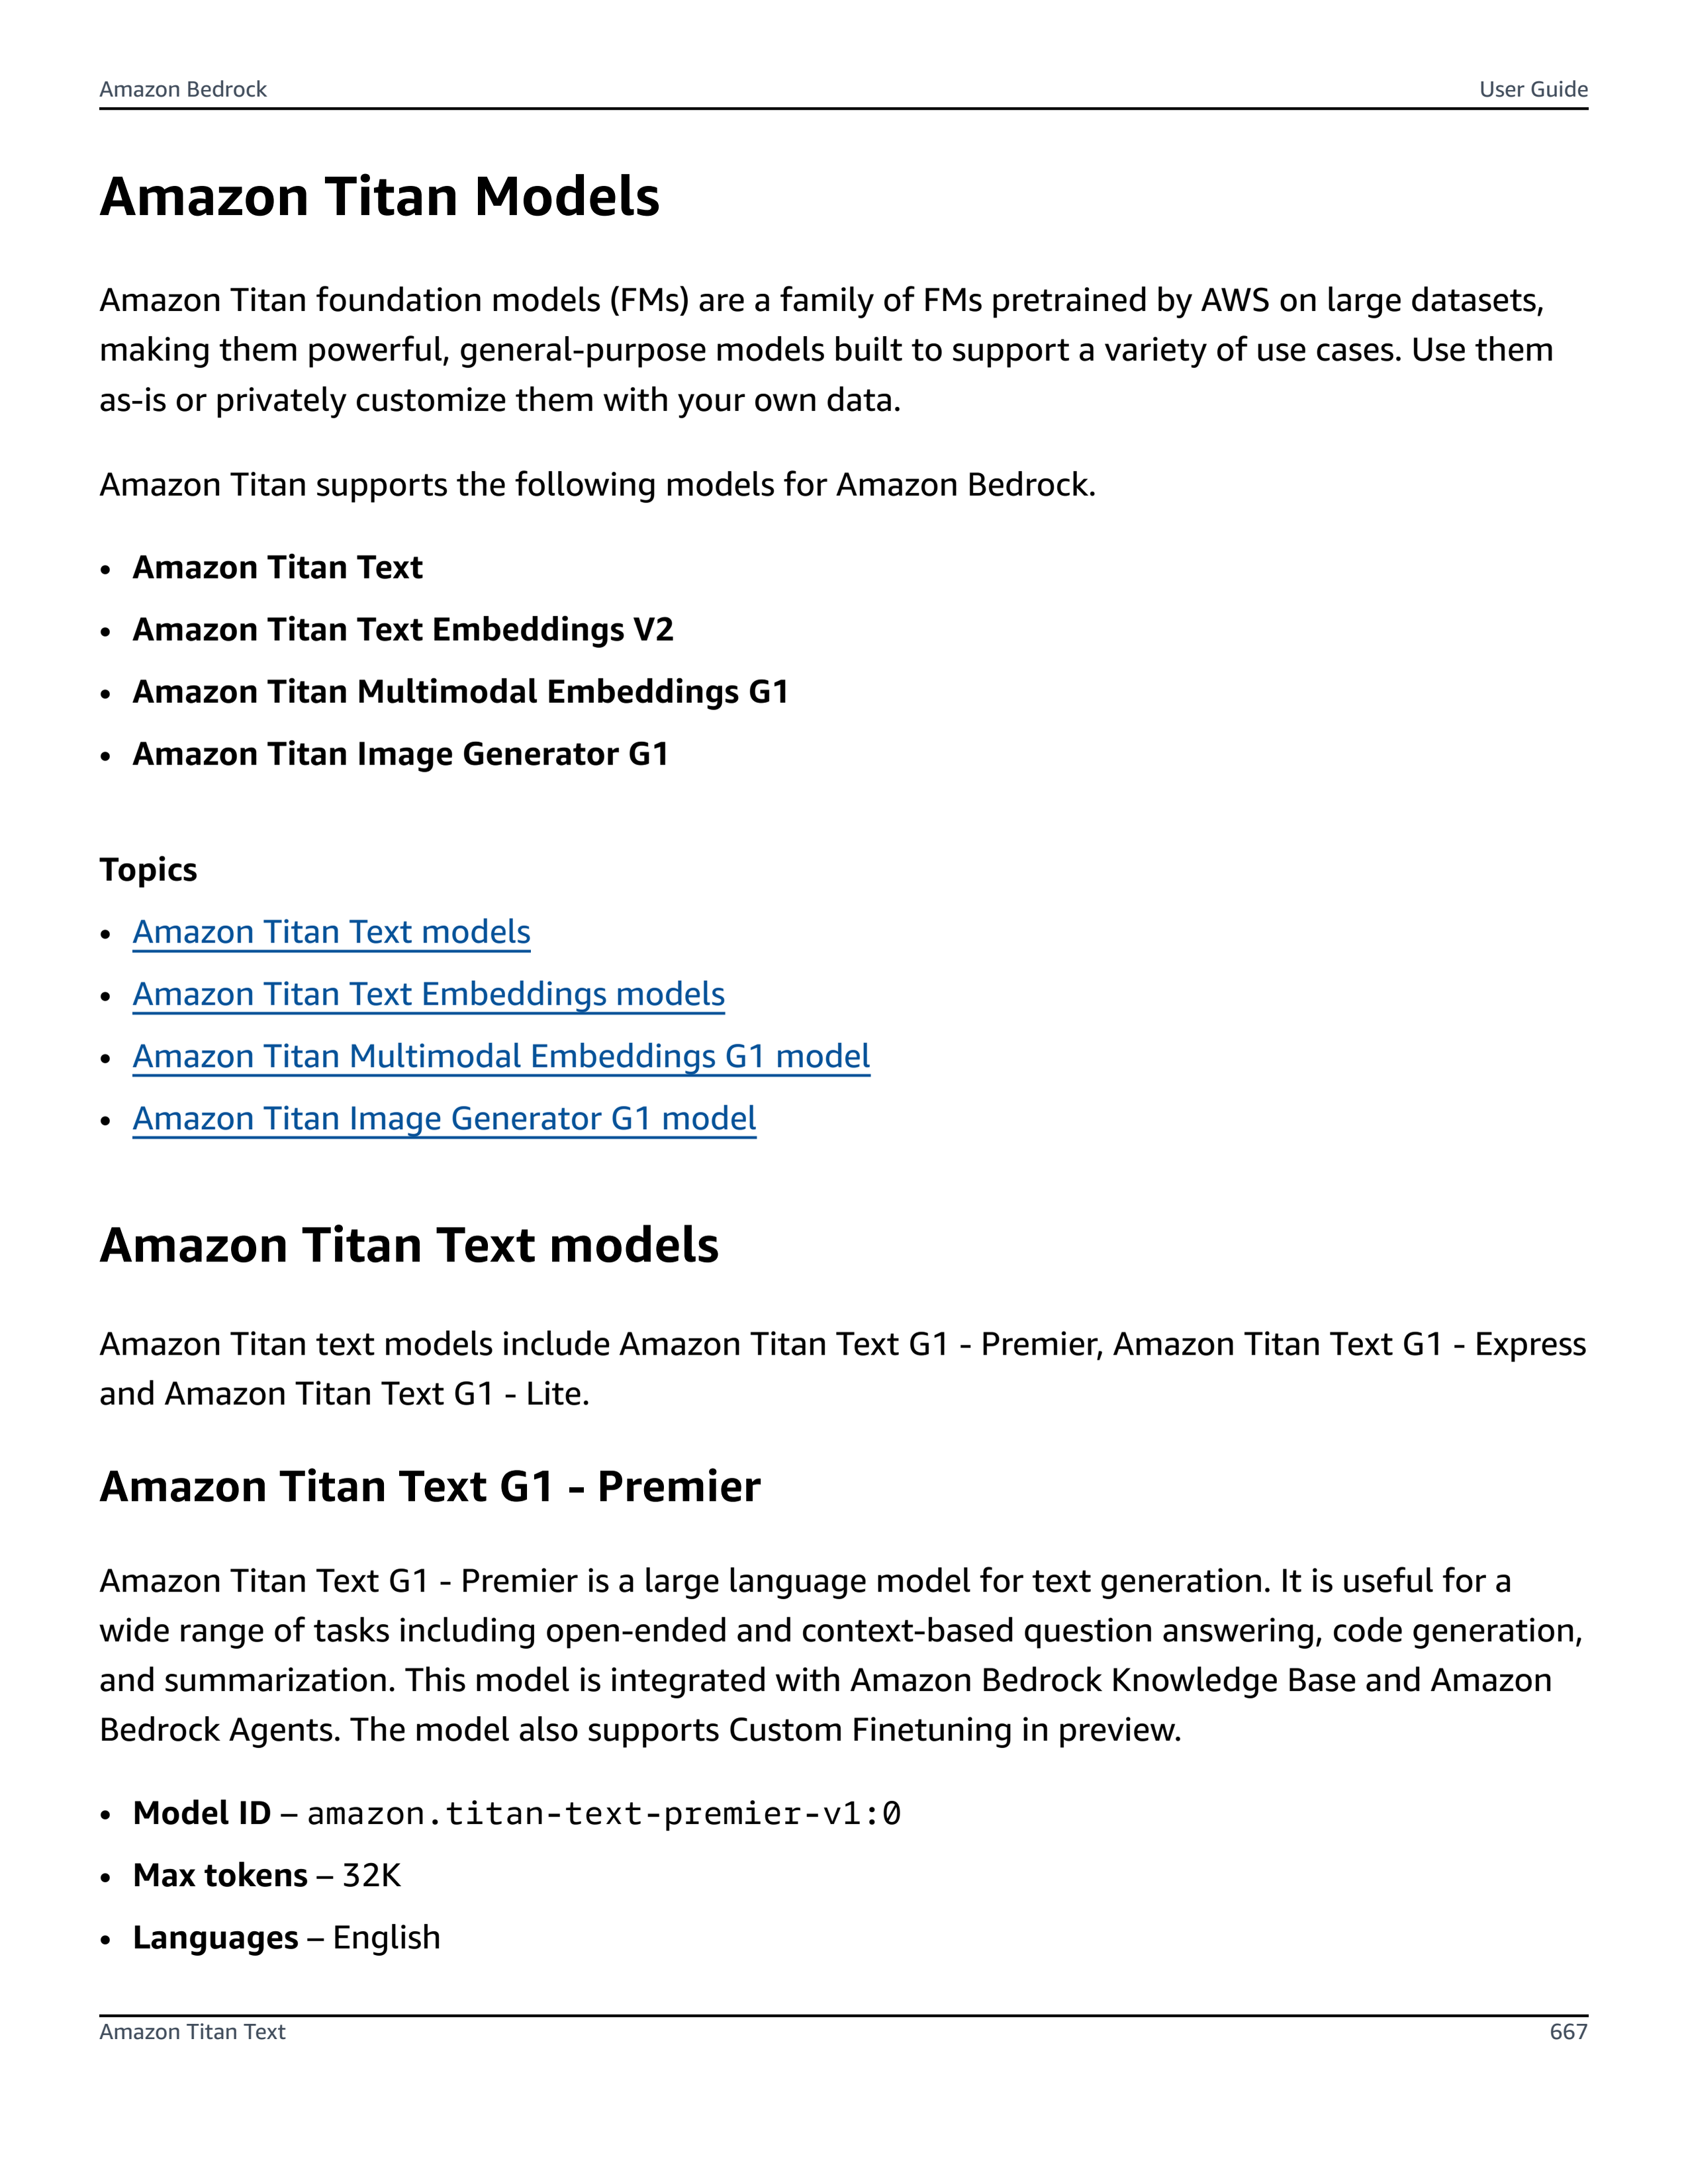 Amazon Bedrock
User Guide
Amazon Titan Models
Amazon Titan foundation models (FMs) are a family of FMs pretrained by AWS on large datasets,
making them powerful, general-purpose models built to support a variety of use cases. Use them
as-is or privately customize them with your own data.
Amazon Titan supports the following models for Amazon Bedrock.
• Amazon Titan Text
• Amazon Titan Text Embeddings V2
• Amazon Titan Multimodal Embeddings G1
• Amazon Titan Image Generator G1
Topics
• Amazon Titan Text models
• Amazon Titan Text Embeddings models
• Amazon Titan Multimodal Embeddings G1 model
• Amazon Titan Image Generator G1 model
Amazon Titan Text models
Amazon Titan text models include Amazon Titan Text G1 - Premier, Amazon Titan Text G1 - Express
and Amazon Titan Text G1 - Lite.
Amazon Titan Text G1 - Premier
Amazon Titan Text G1 - Premier is a large language model for text generation. It is useful for a
wide range of tasks including open-ended and context-based question answering, code generation,
and summarization. This model is integrated with Amazon Bedrock Knowledge Base and Amazon
Bedrock Agents. The model also supports Custom Finetuning in preview.
• Model ID – amazon.titan-text-premier-v1:0
• Max tokens – 32K
• Languages – English
Amazon Titan Text
667